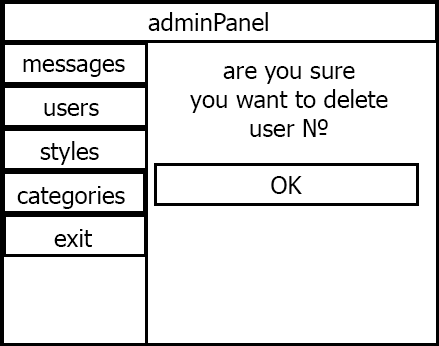 adminPanel
messages
users
styles
categories
exit
are you sure
you want to delete
user №
OK